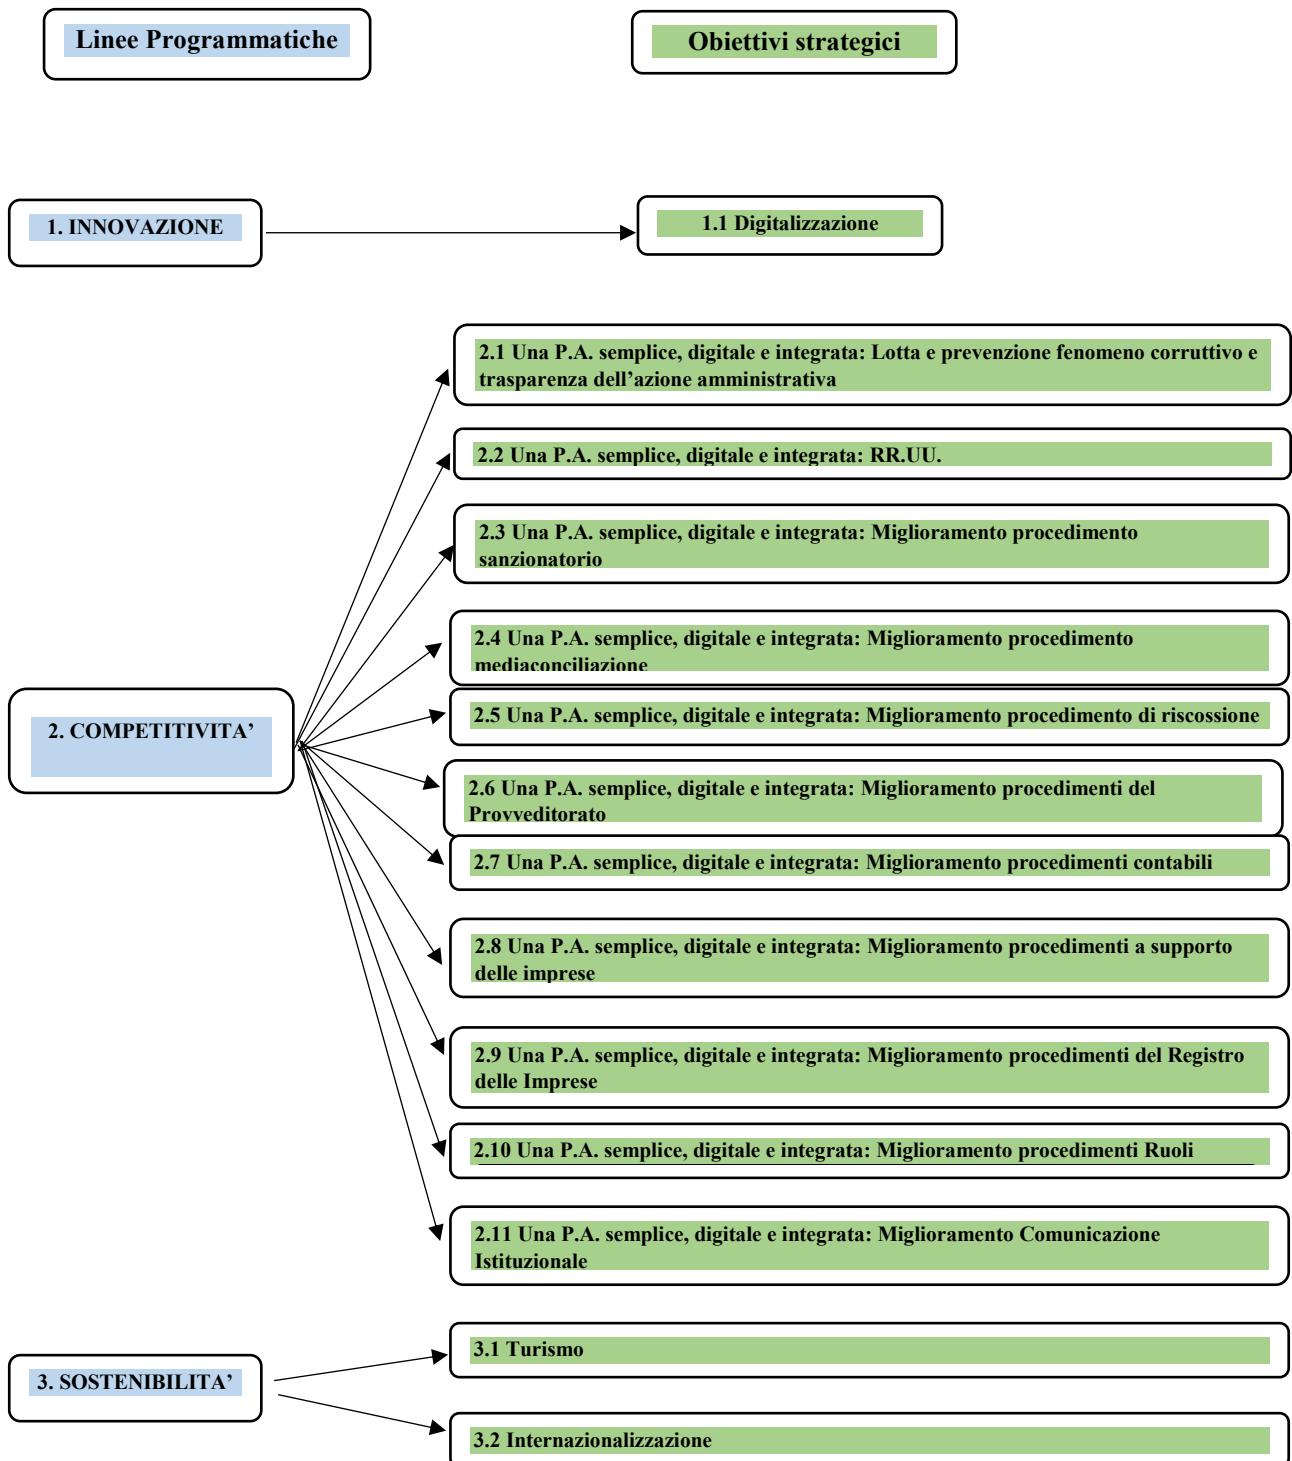 Linee Programmatiche
Obiettivi strategici
1. INNOVAZIONE
1.1 Digitalizzazione
2.1 Una P.A. semplice, digitale e integrata: Lotta e prevenzione fenomeno corruttivo e
trasparenza dell’azione amministrativa
2.2 Una P.A. semplice, digitale e integrata: RR.UU.
2.3 Una P.A. semplice, digitale e integrata: Miglioramento procedimento
sanzionatorio
2.4 Una P.A. semplice, digitale e integrata: Miglioramento procedimento
mediaconciliazione
2. COMPETITIVITA’
2.5 Una P.A. semplice, digitale e integrata: Miglioramento procedimento di riscossione
2.6 Una P.A. semplice, digitale e integrata: Miglioramento procedimenti del
Provveditorato
2.7 Una P.A. semplice, digitale e integrata: Miglioramento procedimenti contabili
2.8 Una P.A. semplice, digitale e integrata: Miglioramento procedimenti a supporto
delle imprese
2.9 Una P.A. semplice, digitale e integrata: Miglioramento procedimenti del Registro
delle Imprese
2.10 Una P.A. semplice, digitale e integrata: Miglioramento procedimenti Ruoli
2.11 Una P.A. semplice, digitale e integrata: Miglioramento Comunicazione
Istituzionale
3. SOSTENIBILITA’
3.1 Turismo
3.2 Internazionalizzazione